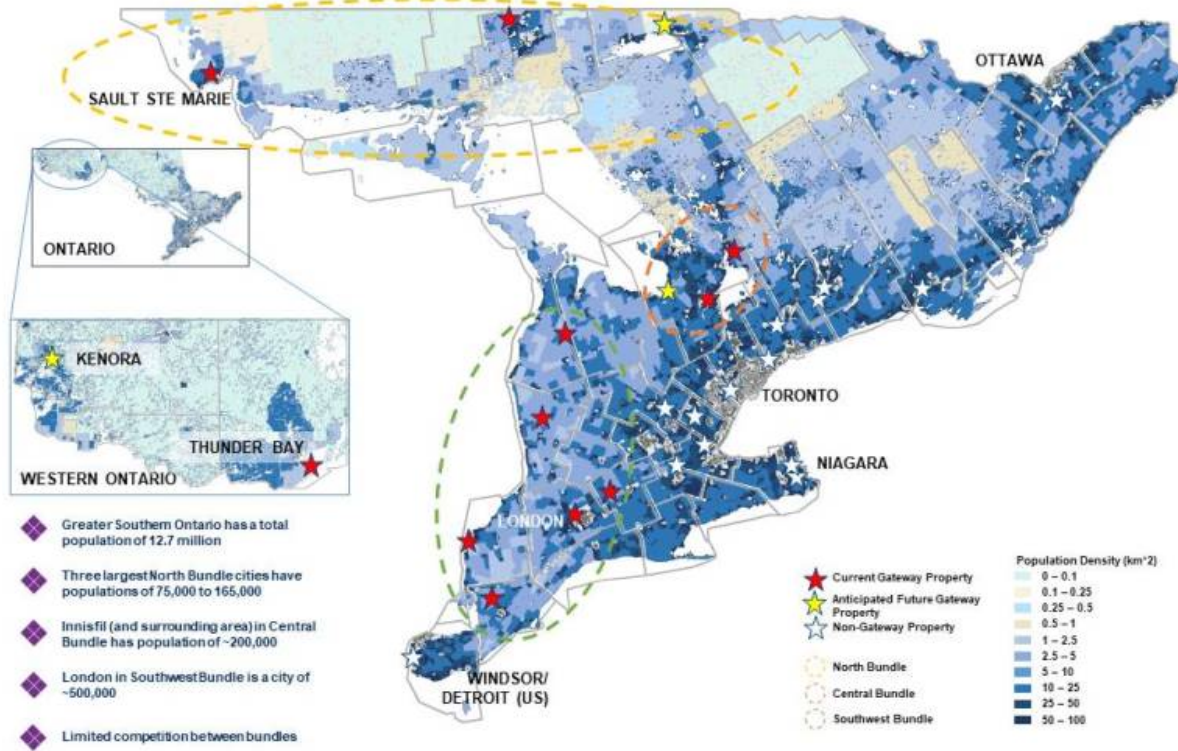 OTTAWA
SAULT STE MARIE
ONTARIO
KENORA
THUNDER BAY
WESTERN ONTARIO
TORONTO
NIAGARA
LONDON
WINDSOR/
DETROIT (US)
Greater Southern Ontario has a total
population of 12.7 million
Three largest North Bundle cities have
populations of 75,000 to 165,000
Innisfil (and surrounding area) in Central
Bundle has population of ~200,000
London in Southwest Bundle is a city of
~500,000
Limited competition between bundles
Current Gateway Property
Anticipated Future Gateway
Property
Non-Gateway Property
North Bundle
Central Bundle
Southwest Bundle
Population Density (km^2)
0 – 0.1
0.1 – 0.25
0.25 – 0.5
0.5 – 1
1 – 2.5
2.5 – 5
5 – 10
10 – 25
25 – 50
50 – 100